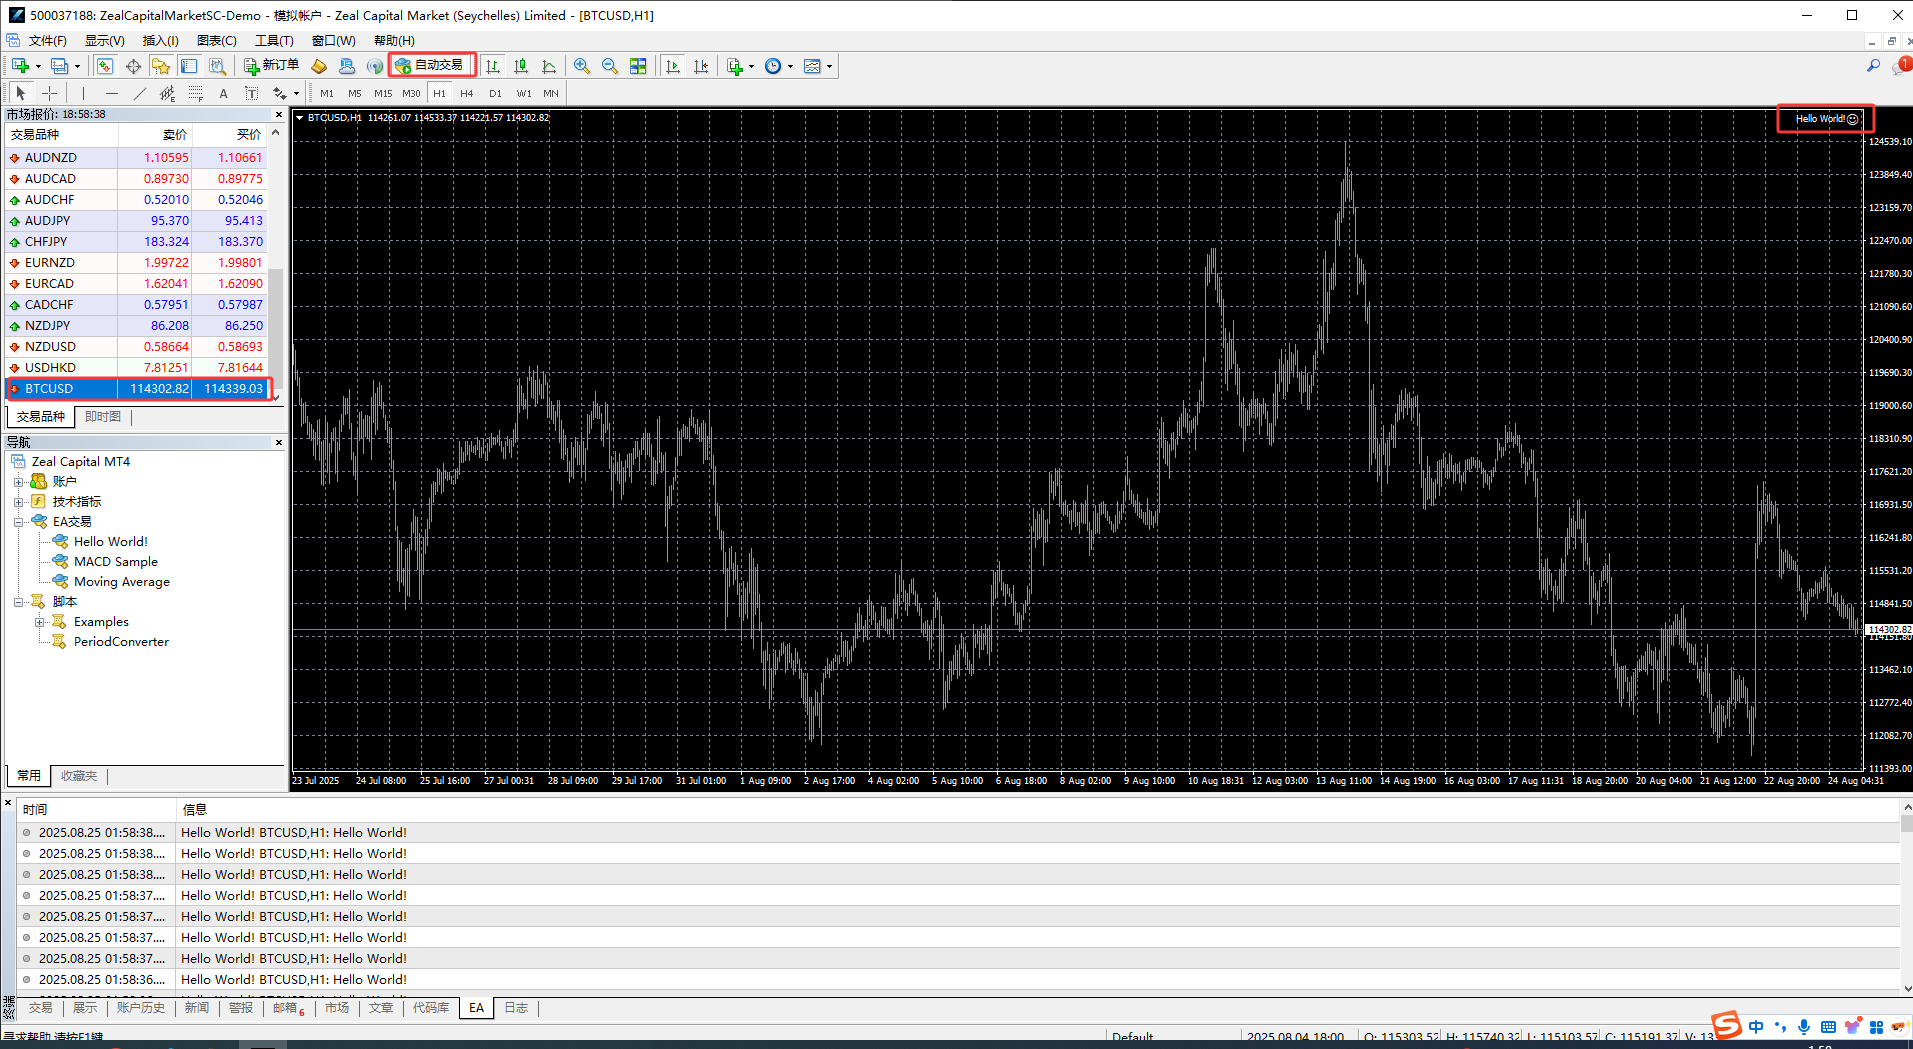 500037188: ZealCapitalMarketSC-Demo - 模拟帐户 - Zeal Capital Market (Seychelles) Limited - [BTCUSD,H1]
文件(F) 显示(V) 插入(I) 图表(C) 工具(T) 窗口(W) 帮助(H)
新订单 自动交易 1
A T M1 M5 M15 M30 H1 H4 D1 W1 MN
市场报价: 18:58:38
交易品种 卖价 买价
AUDNZD 1.10595 1.10661
AUDCAD 0.89730 0.89775
AUDCHF 0.52010 0.52046
AUDJPY 95.370 95.413
CHFJPY 183.324 183.370
EURNZD 1.99722 1.99801
EURCAD 1.62041 1.62090
CADCHF 0.57951 0.57987
NZDJPY 86.208 86.250
NZDUSD 0.58664 0.58693
USDHKD 7.81251 7.81644
BTCUSD 114302.82 114339.03
交易品种 即时图
导航
Zeal Capital MT4
账户
技术指标
EA交易
Hello World!
MACD Sample
Moving Average
脚本
Examples
PeriodConverter
常用 收藏夹
BTCUSD,H1 114261.07 114533.37 114221.57 114302.82
Hello World!
124539.10
123849.40
123159.70
122470.00
121780.30
121090.60
120400.90
119690.30
119000.60
118310.90
117621.20
116931.50
116241.80
115531.20
114841.50
114302.82
114151.80
113462.10
112772.40
112082.70
111393.00
23 Jul 2025 24 Jul 08:00 25 Jul 16:00 27 Jul 00:31 28 Jul 09:00 29 Jul 17:00 31 Jul 01:00 1 Aug 09:00 2 Aug 17:00 4 Aug 02:00 5 Aug 10:00 6 Aug 18:00 8 Aug 02:00 9 Aug 10:00 10 Aug 18:31 12 Aug 03:00 13 Aug 11:00 14 Aug 19:00 16 Aug 03:00 17 Aug 11:31 18 Aug 20:00 20 Aug 04:00 21 Aug 12:00 22 Aug 20:00 24 Aug 04:31
时间 信息
2025.08.25 01:58:38.... Hello World! BTCUSD,H1: Hello World!
2025.08.25 01:58:38.... Hello World! BTCUSD,H1: Hello World!
2025.08.25 01:58:38.... Hello World! BTCUSD,H1: Hello World!
2025.08.25 01:58:37.... Hello World! BTCUSD,H1: Hello World!
2025.08.25 01:58:37.... Hello World! BTCUSD,H1: Hello World!
2025.08.25 01:58:37.... Hello World! BTCUSD,H1: Hello World!
2025.08.25 01:58:37.... Hello World! BTCUSD,H1: Hello World!
2025.08.25 01:58:36.... Hello World! BTCUSD,H1: Hello World!
交易 展示 账户历史 新闻 警报 邮箱6 市场 文章 代码库 EA 日志
寻求帮助,请按F1键 Default 2025.08.04 18:00 O: 115303.52 H: 115740.32 L: 115103.57 C: 115191.37 V: 13
S 中